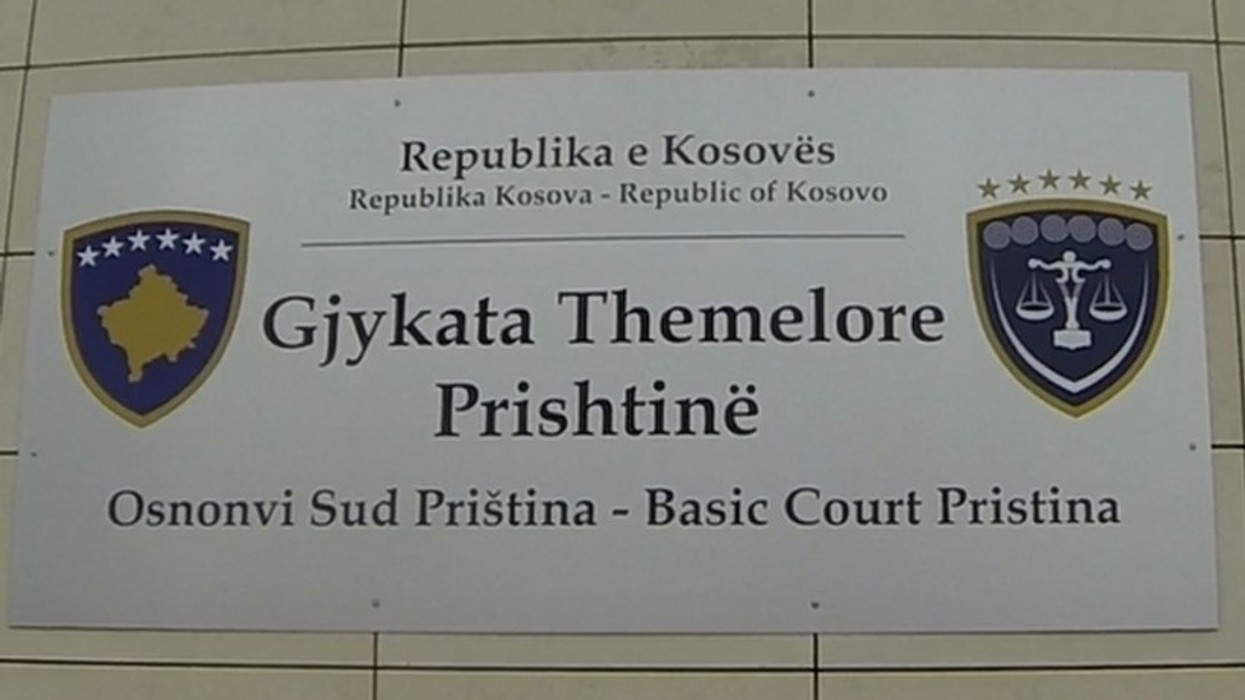 Republika e Kosovës
Republika Kosova - Republic of Kosovo
Gjykata Themelore
Prishtinë
Osnonvi Sud Priština - Basic Court Pristina